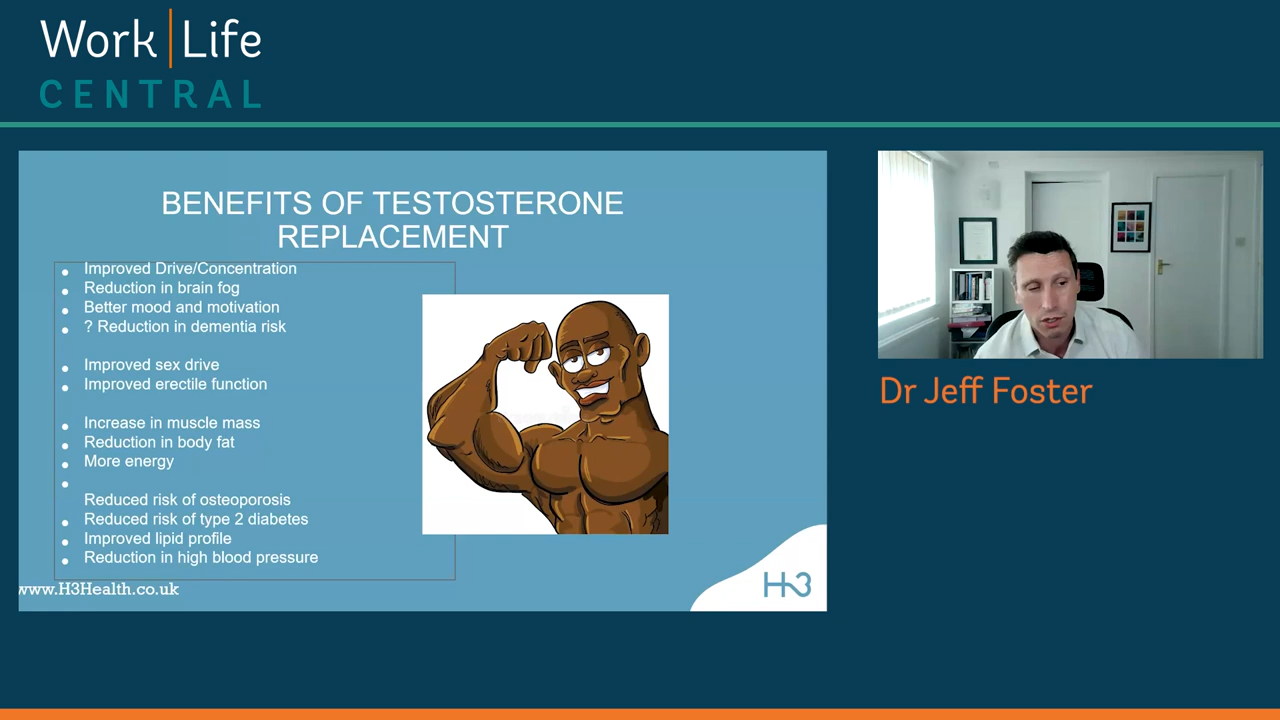 Work Life
CENTRAL
BENEFITS OF TESTOSTERONE
REPLACEMENT
Improved Drive/Concentration
Reduction in brain fog
Better mood and motivation
? Reduction in dementia risk
Improved sex drive
Improved erectile function
Increase in muscle mass
Reduction in body fat
More energy
Reduced risk of osteoporosis
Reduced risk of type 2 diabetes
Improved lipid profile
Reduction in high blood pressure
www.H3Health.co.uk
H3
Dr Jeff Foster